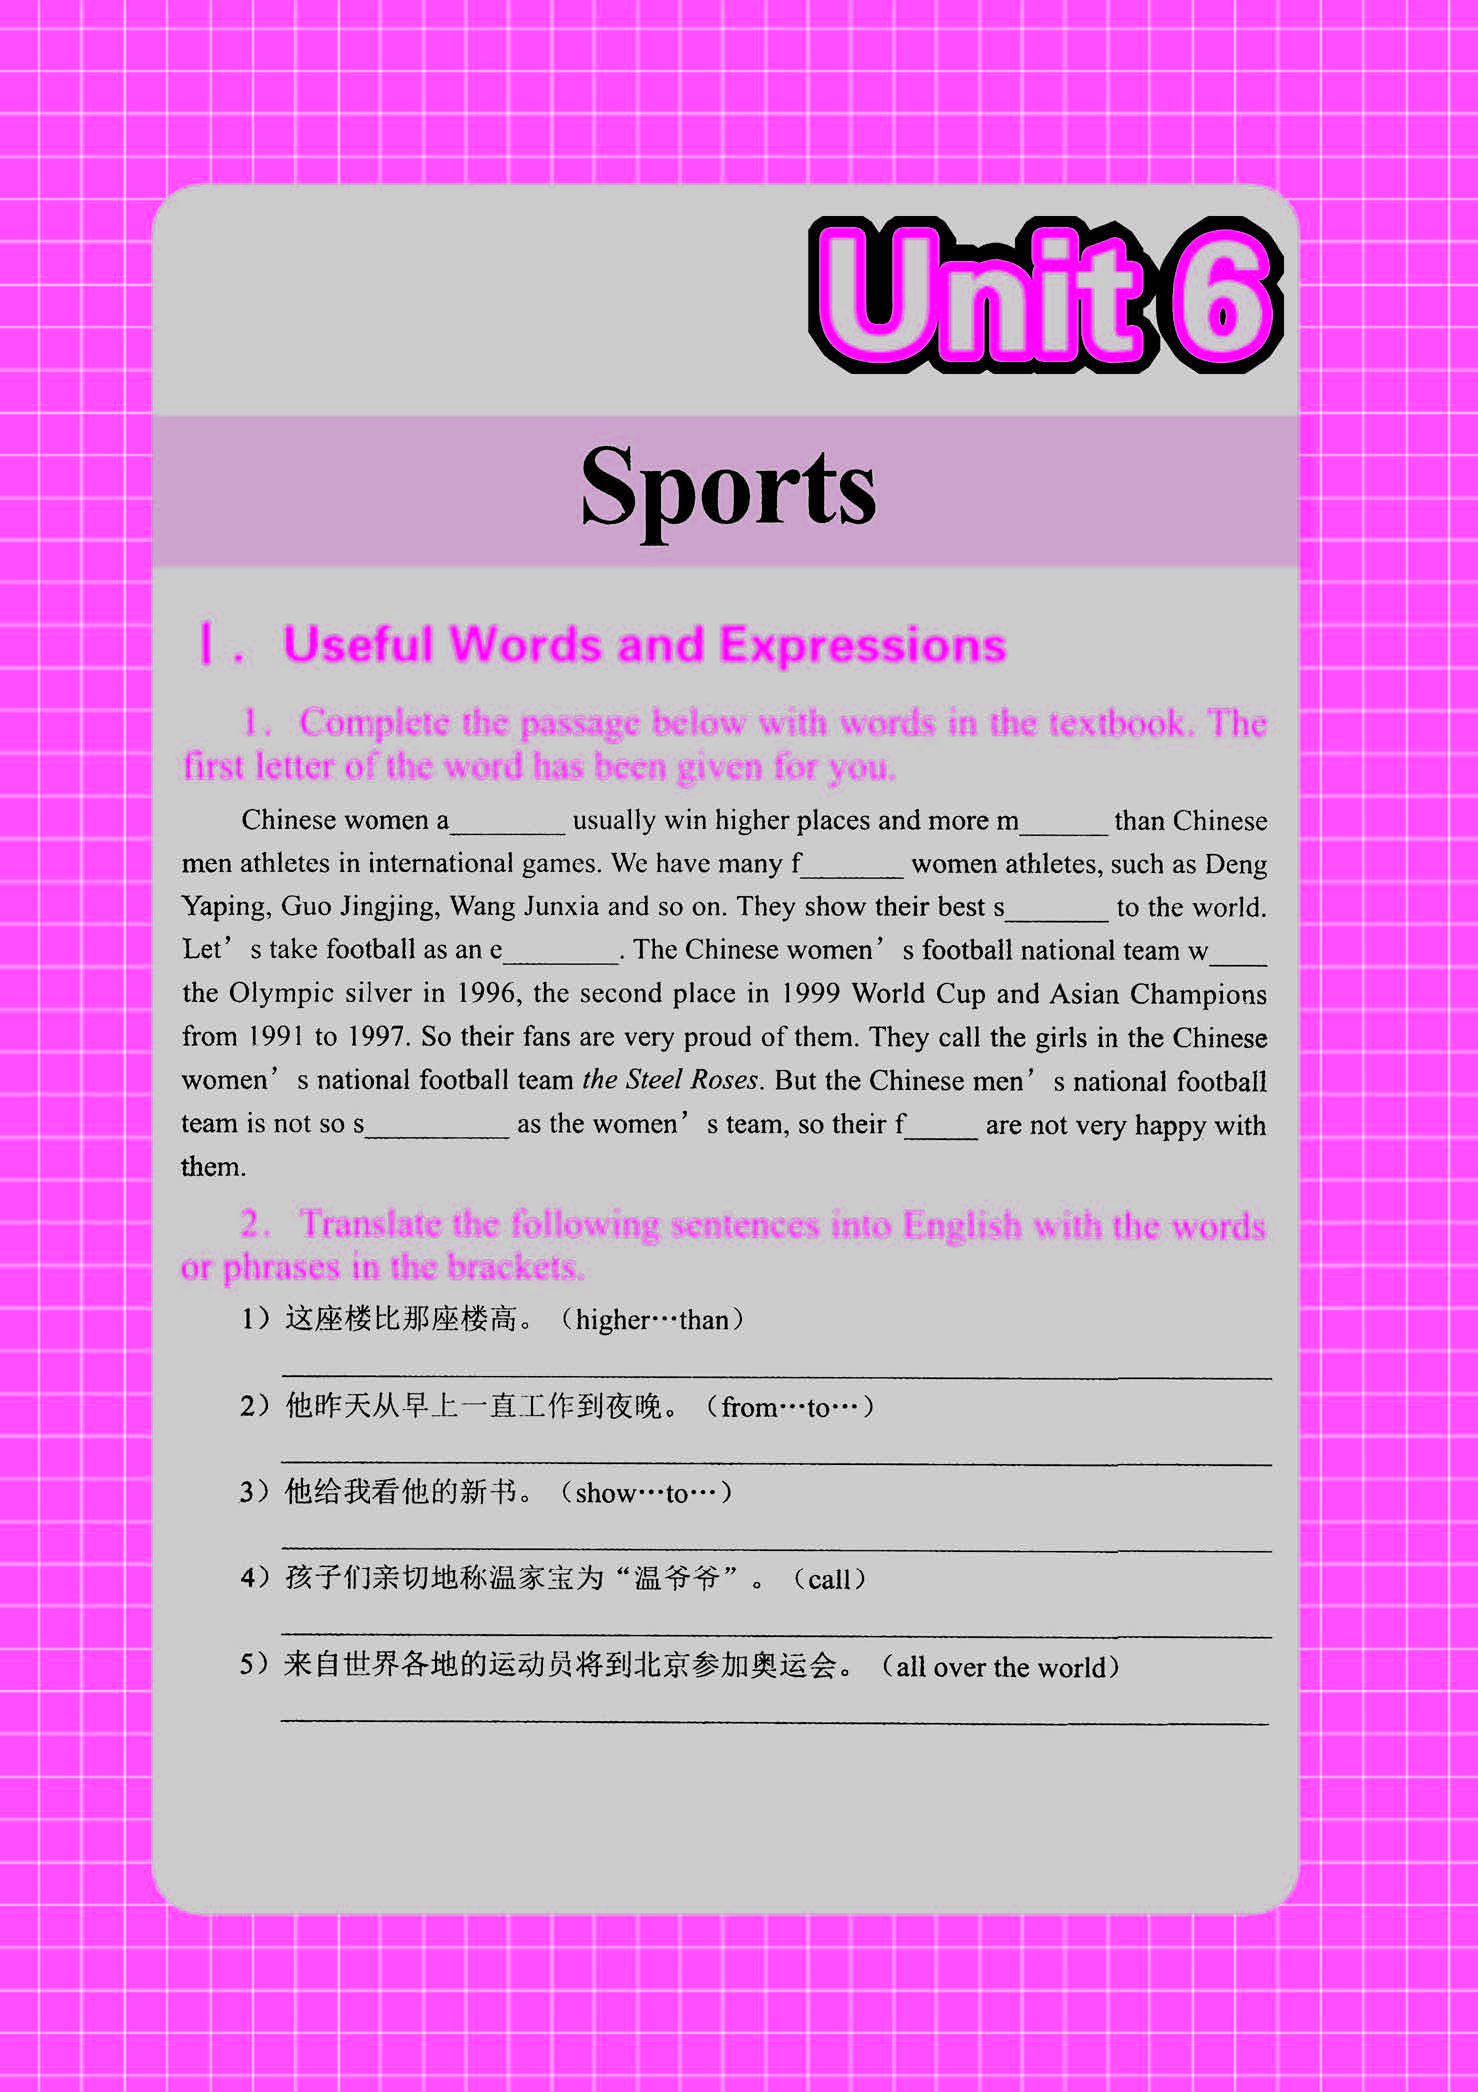 Unit 6
Sports
Ⅰ. Useful Words and Expressions
1. Complete the passage below with words in the textbook. The
first letter of the word has been given for you.
Chinese women a________ usually win higher places and more m______ than Chinese
men athletes in international games. We have many f_______ women athletes, such as Deng
Yaping, Guo Jingjing, Wang Junxia and so on. They show their best s_______ to the world.
Let’s take football as an e________. The Chinese women’s football national team w____
the Olympic silver in 1996, the second place in 1999 World Cup and Asian Champions
from 1991 to 1997. So their fans are very proud of them. They call the girls in the Chinese
women’s national football team the Steel Roses. But the Chinese men’s national football
team is not so s__________ as the women’s team, so their f_____ are not very happy with
them.
2. Translate the following sentences into English with the words
or phrases in the brackets.
1）这座楼比那座楼高。（higher…than）
2）他昨天从早上一直工作到夜晚。（from…to…）
3）他给我看他的新书。（show…to…）
4）孩子们亲切地称温家宝为“温爷爷”。（call）
5）来自世界各地的运动员将到北京参加奥运会。（all over the world）